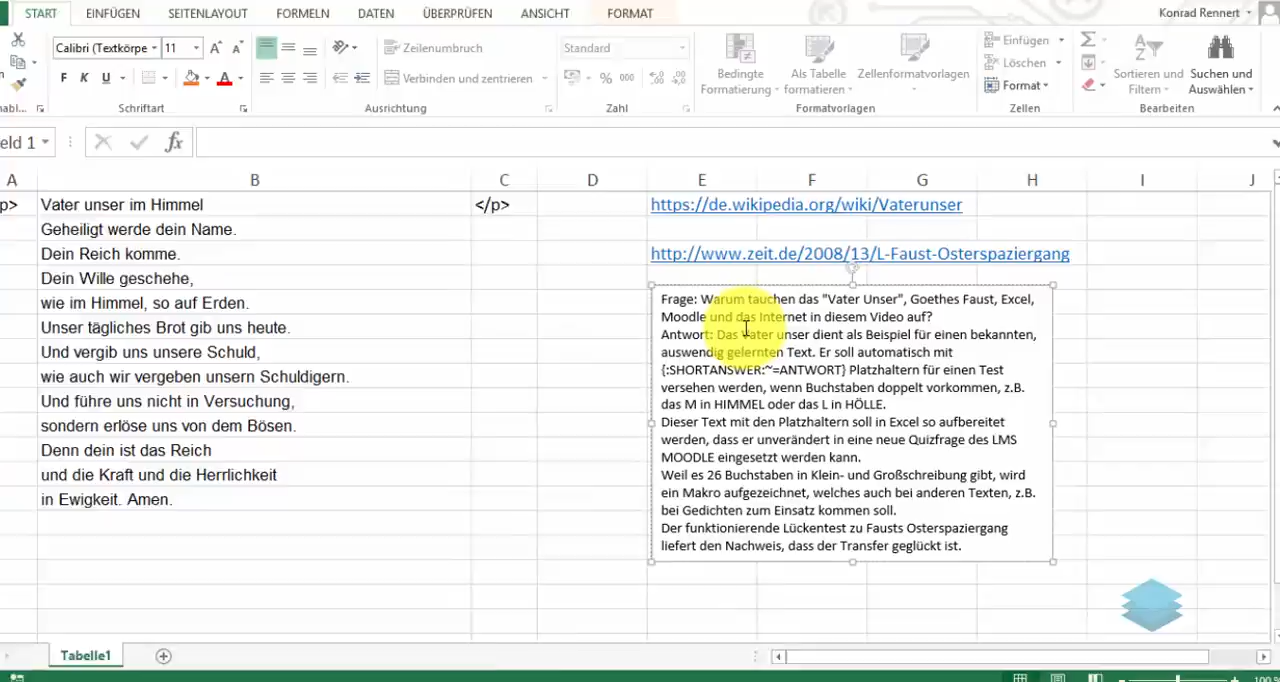 START EINFÜGEN SEITENLAYOUT FORMELN DATEN ÜBERPRÜFEN ANSICHT FORMAT Konrad Rennert
Calibri (Textkörpe 11 Zeilenumbruch Standard Einfügen
F K U Verbinden und zentrieren % 000 Löschen
Bedingte Formatierung
Als Tabelle formatieren
Zellenformatvorlagen
Format
Sortieren und Filtern
Suchen und Auswählen
Schriftart Ausrichtung Zahl Formatvorlagen Zellen Bearbeiten
eld 1 fx
A B C D E F G H I J
p> Vater unser im Himmel </p> https://de.wikipedia.org/wiki/Vaterunser
Geheiligt werde dein Name.
Dein Reich komme. http://www.zeit.de/2008/13/L-Faust-Osterspaziergang
Dein Wille geschehe,
wie im Himmel, so auf Erden.
Unser tägliches Brot gib uns heute.
Und vergib uns unsere Schuld,
wie auch wir vergeben unsern Schuldigern.
Und führe uns nicht in Versuchung,
sondern erlöse uns von dem Bösen.
Denn dein ist das Reich
und die Kraft und die Herrlichkeit
in Ewigkeit. Amen.
Frage: Warum tauchen das "Vater Unser", Goethes Faust, Excel,
Moodle und das Internet in diesem Video auf?
Antwort: Das Vater unser dient als Beispiel für einen bekannten,
auswendig gelernten Text. Er soll automatisch mit
{:SHORTANSWER:~=ANTWORT} Platzhaltern für einen Test
versehen werden, wenn Buchstaben doppelt vorkommen, z.B.
das M in HIMMEL oder das L in HÖLLE.
Dieser Text mit den Platzhaltern soll in Excel so aufbereitet
werden, dass er unverändert in eine neue Quizfrage des LMS
MOODLE eingesetzt werden kann.
Weil es 26 Buchstaben in Klein- und Großschreibung gibt, wird
ein Makro aufgezeichnet, welches auch bei anderen Texten, z.B.
bei Gedichten zum Einsatz kommen soll.
Der funktionierende Lückentest zu Fausts Osterspaziergang
liefert den Nachweis, dass der Transfer geglückt ist.
Tabelle1